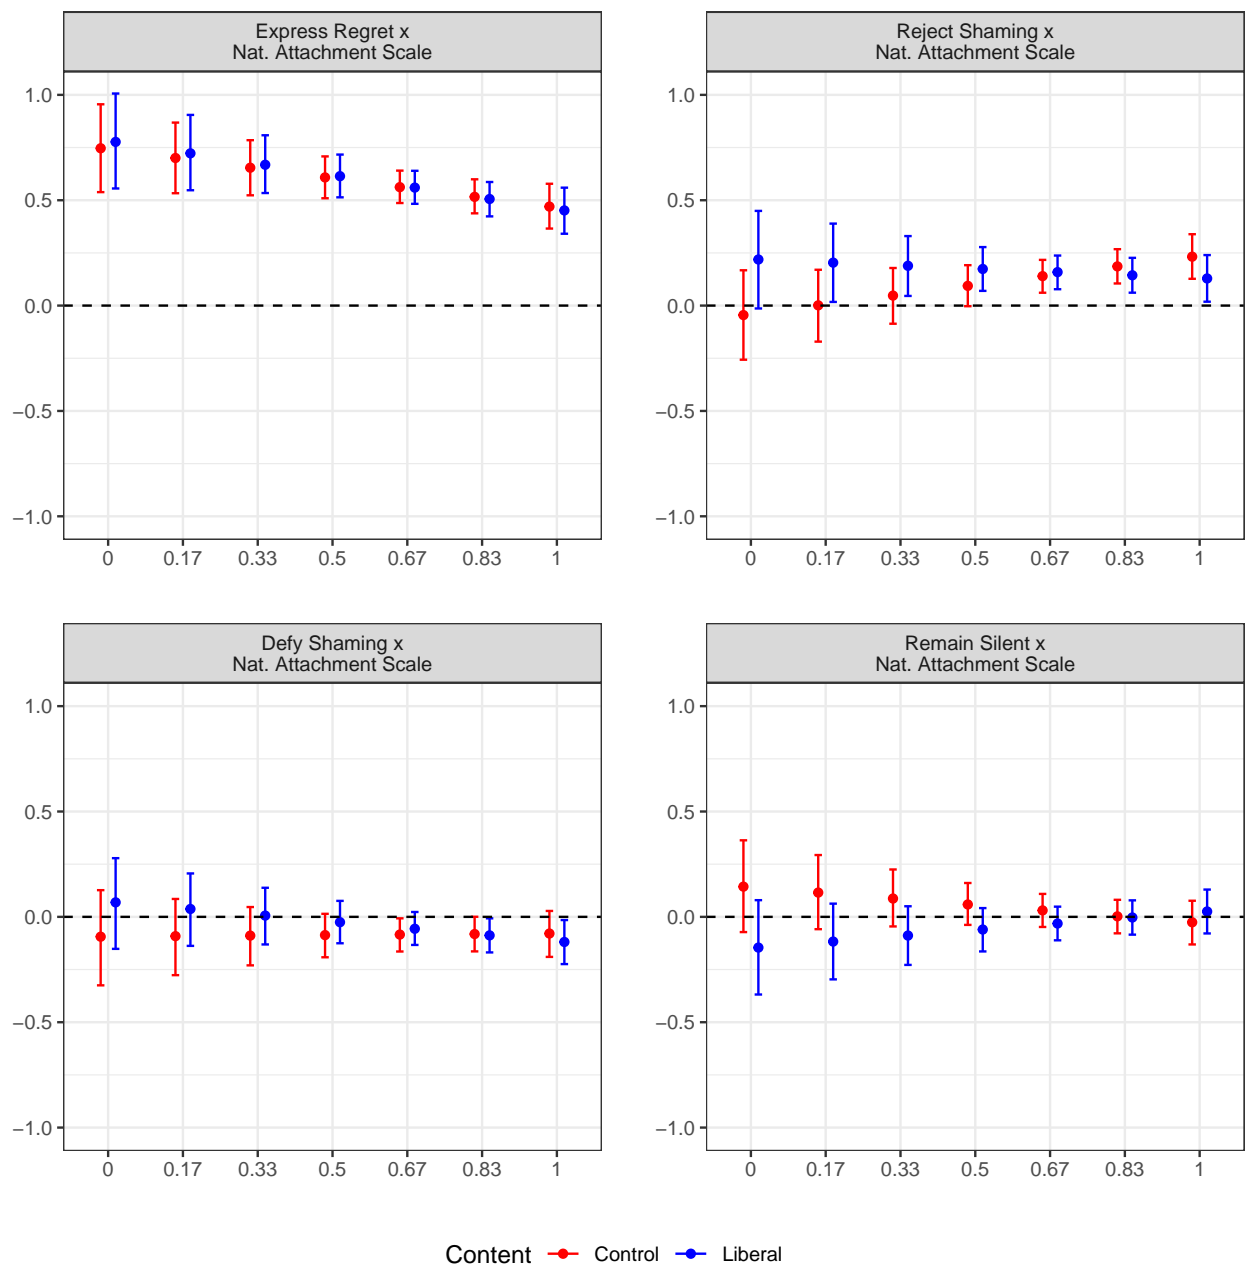 Express Regret x
Nat. Attachment Scale
1.0
0.5
0.0
−0.5
−1.0
0 0.17 0.33 0.5 0.67 0.83 1
Reject Shaming x
Nat. Attachment Scale
1.0
0.5
0.0
−0.5
−1.0
0 0.17 0.33 0.5 0.67 0.83 1
Defy Shaming x
Nat. Attachment Scale
1.0
0.5
0.0
−0.5
−1.0
0 0.17 0.33 0.5 0.67 0.83 1
Remain Silent x
Nat. Attachment Scale
1.0
0.5
0.0
−0.5
−1.0
0 0.17 0.33 0.5 0.67 0.83 1
Content Control Liberal